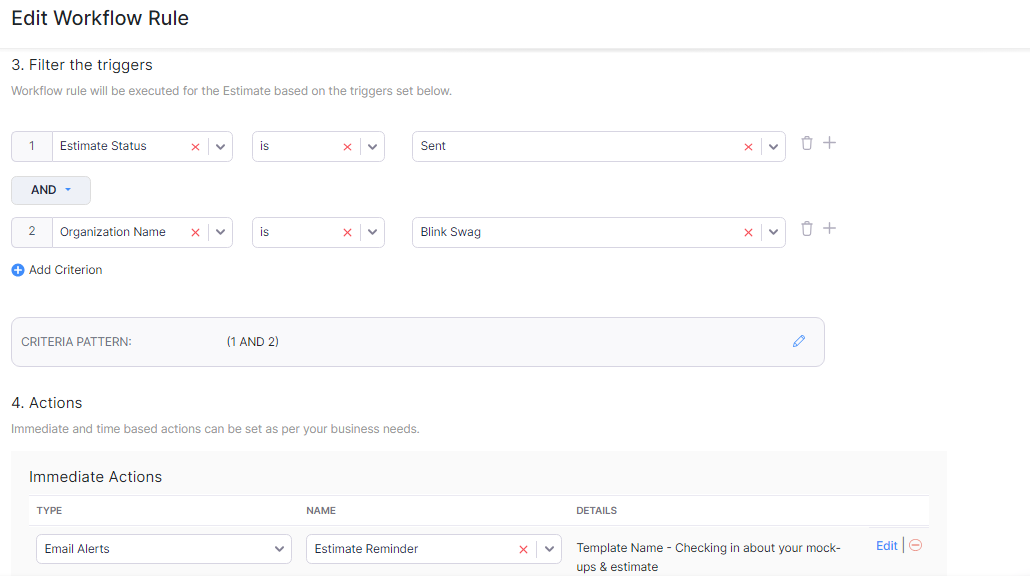 Edit Workflow Rule
3. Filter the triggers
Workflow rule will be executed for the Estimate based on the triggers set below.
1 Estimate Status is Sent
AND
2 Organization Name is Blink Swag
Add Criterion
CRITERIA PATTERN: (1 AND 2)
4. Actions
Immediate and time based actions can be set as per your business needs.
Immediate Actions
TYPE NAME DETAILS
Email Alerts Estimate Reminder Template Name - Checking in about your mock- Edit
ups & estimate